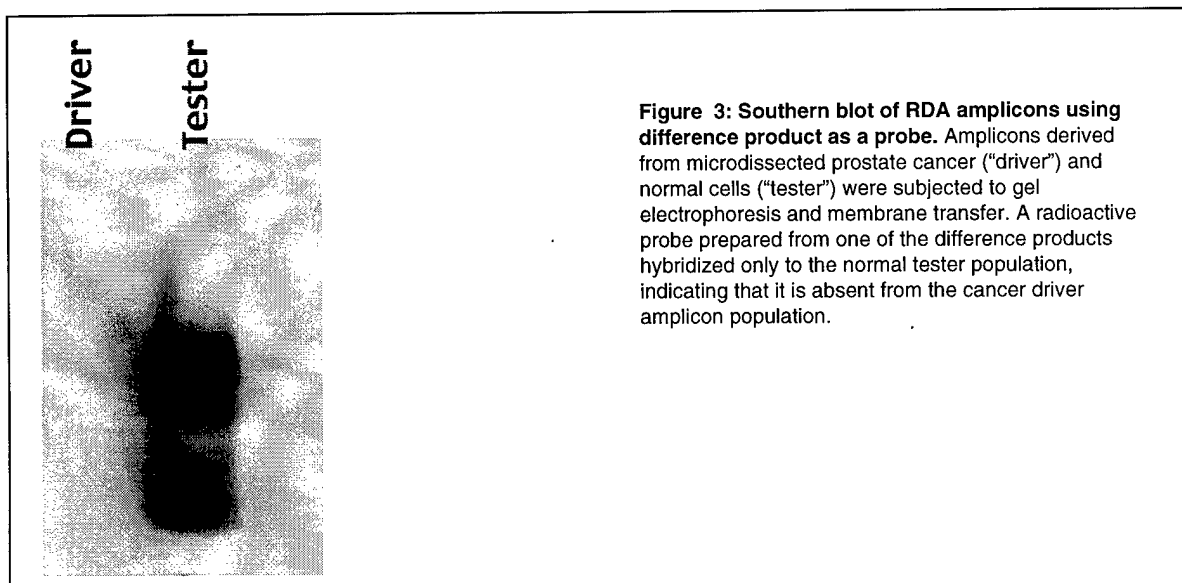 Driver
Tester
Figure 3: Southern blot of RDA amplicons using
difference product as a probe. Amplicons derived
from microdissected prostate cancer ("driver") and
normal cells ("tester") were subjected to gel
electrophoresis and membrane transfer. A radioactive
probe prepared from one of the difference products
hybridized only to the normal tester population,
indicating that it is absent from the cancer driver
amplicon population.